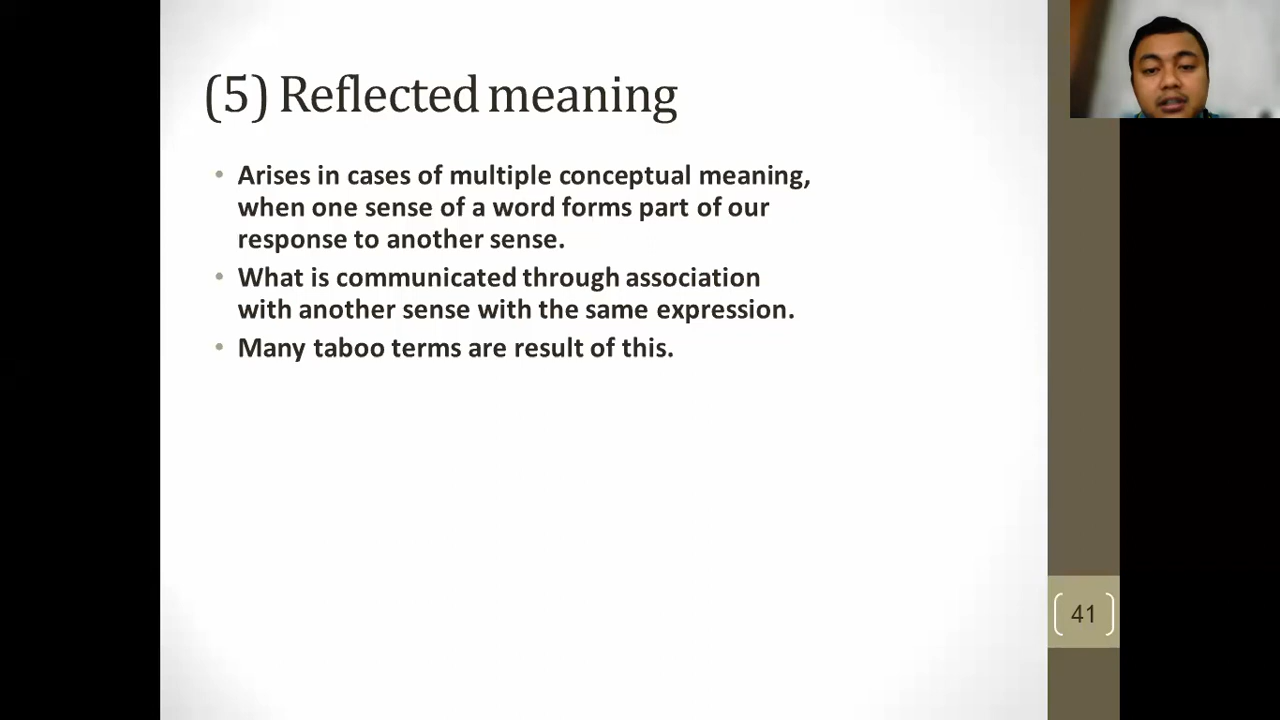 (5) Reflected meaning
• Arises in cases of multiple conceptual meaning,
when one sense of a word forms part of our
response to another sense.
• What is communicated through association
with another sense with the same expression.
• Many taboo terms are result of this.
41